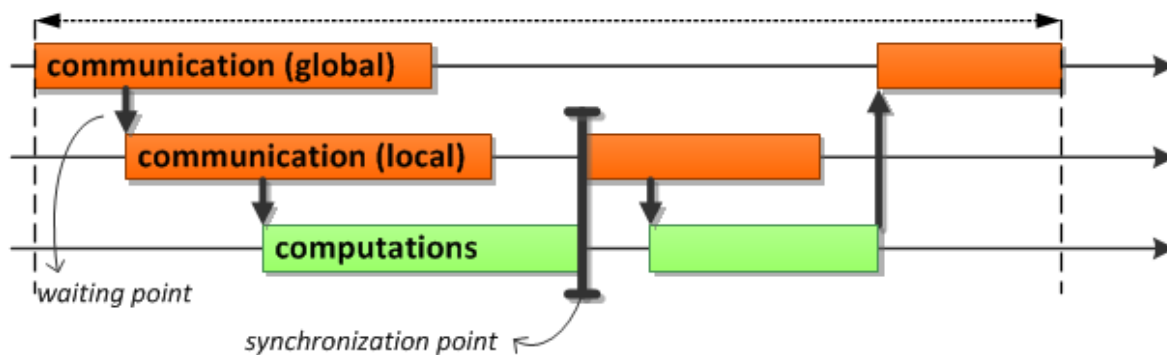 communication (global)
communication (local)
computations
waiting point
synchronization point